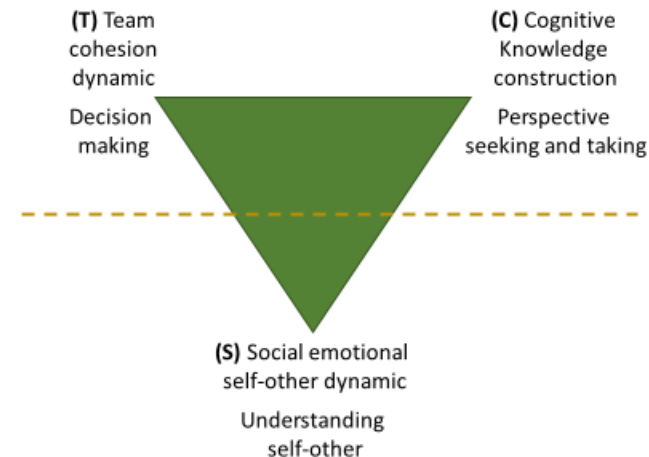 (T) Team
cohesion
dynamic
Decision
making
(C) Cognitive
Knowledge
construction
Perspective
seeking and taking
(S) Social emotional
self-other dynamic
Understanding
self-other